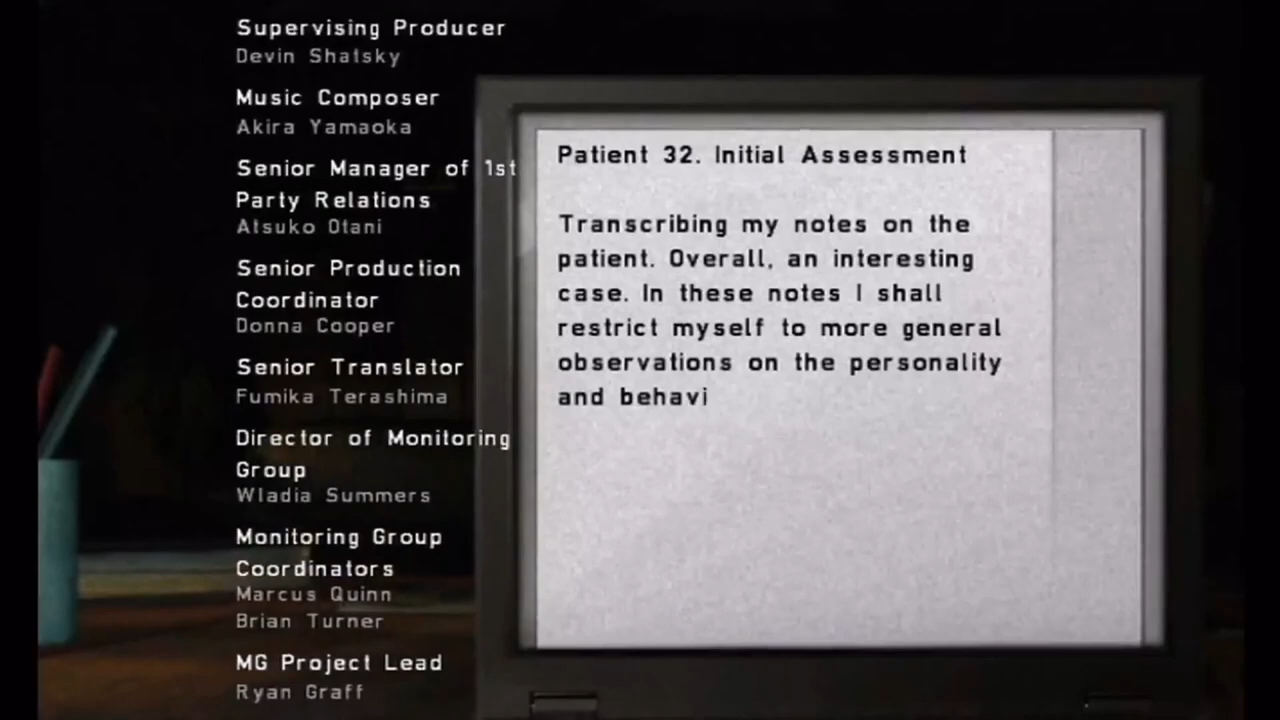 Supervising Producer
Devin Shatsky
Music Composer
Akira Yamaoka
Senior Manager of 1st
Party Relations
Atsuko Otani
Senior Production
Coordinator
Donna Cooper
Senior Translator
Fumika Terashima
Director of Monitoring
Group
Wladia Summers
Monitoring Group
Coordinators
Marcus Quinn
Brian Turner
MG Project Lead
Ryan Graff
Patient 32. Initial Assessment
Transcribing my notes on the
patient. Overall, an interesting
case. In these notes I shall
restrict myself to more general
observations on the personality
and behavi